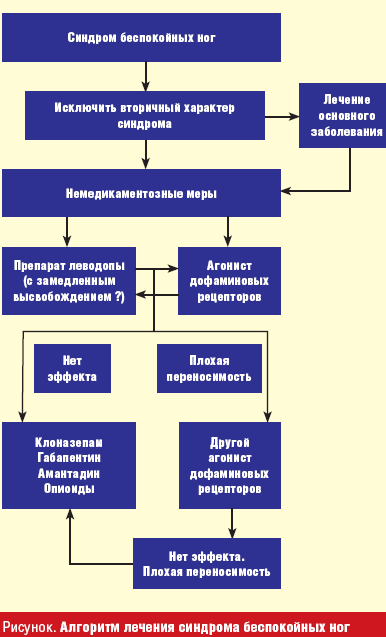 Синдром беспокойных ног
Исключить вторичный характер
синдрома
Лечение
основного
заболевания
Немедикаментозные меры
Препарат леводопы
(с замедленным
высвобождением ?)
Агонист
дофаминовых
рецепторов
Нет
эффекта
Плохая
переносимость
Клоназепам
Габапентин
Амантадин
Опиоиды
Другой
агонист
дофаминовых
рецепторов
Нет эффекта.
Плохая переносимость
Рисунок. Алгоритм лечения синдрома беспокойных ног